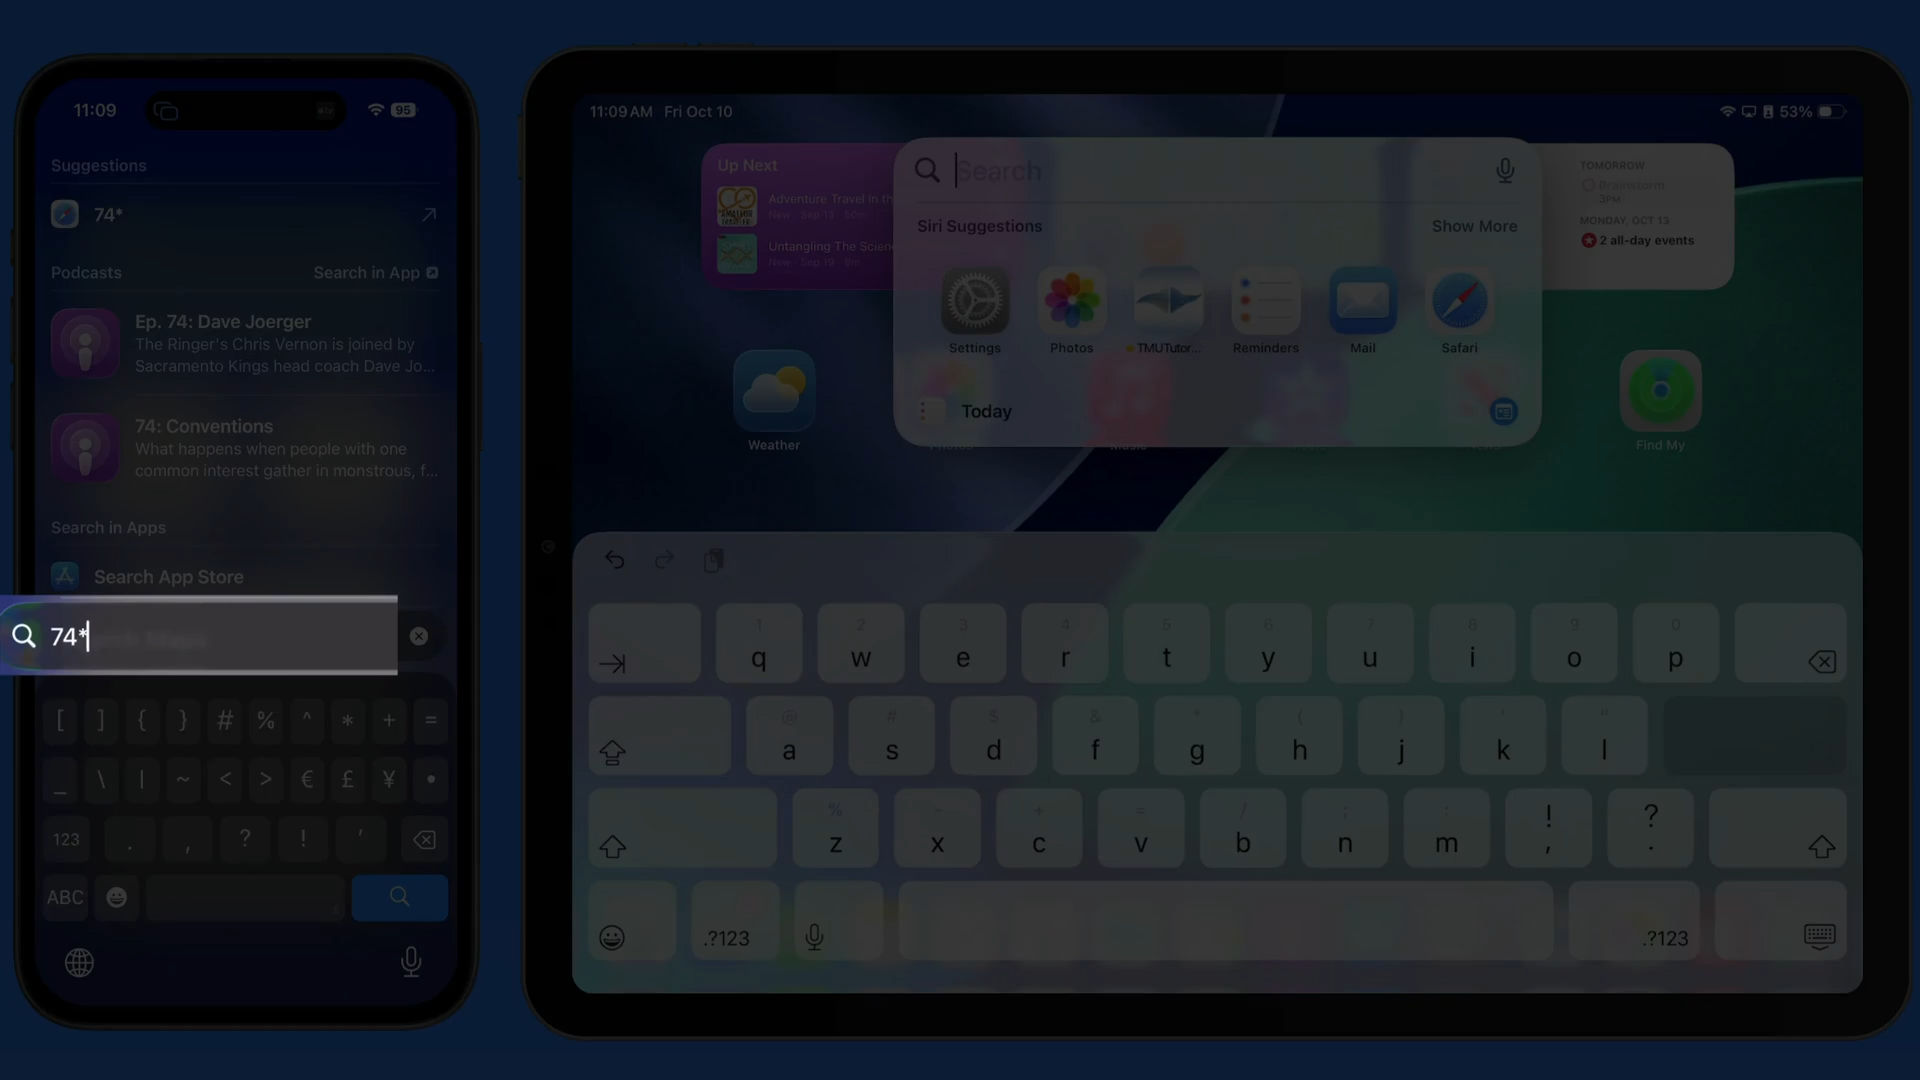 11:09
95
Suggestions
74*
Podcasts
Search in App
Ep. 74: Dave Joerger
The Ringer's Chris Vernon is joined by
Sacramento Kings head coach Dave Jo...
74: Conventions
What happens when people with one
common interest gather in monstrous, f...
Search in Apps
Search App Store
74*
[ ] { } # % ^ * + =
_ \ | ~ < > € £ ¥ •
123 . , ? ! '
ABC
11:09 AM Fri Oct 10
53%
Up Next
Adventure Travel in th
New · Sep 13 · 50m
Untangling The Scienc
New · Sep 19 · 8m
Search
Siri Suggestions
Show More
Settings
Photos
TMUTutor...
Reminders
Mail
Safari
Today
TOMORROW
Brainstorm
3PM
MONDAY, OCT 13
2 all-day events
Weather
Photos
Music
Find My
1 2 3 4 5 6 7 8 9 0
q w e r t y u i o p
@ # $ & * ( ) ' "
a s d f g h j k l
% - + = / ; : ! ?
z x c v b n m , .
.?123
.?123